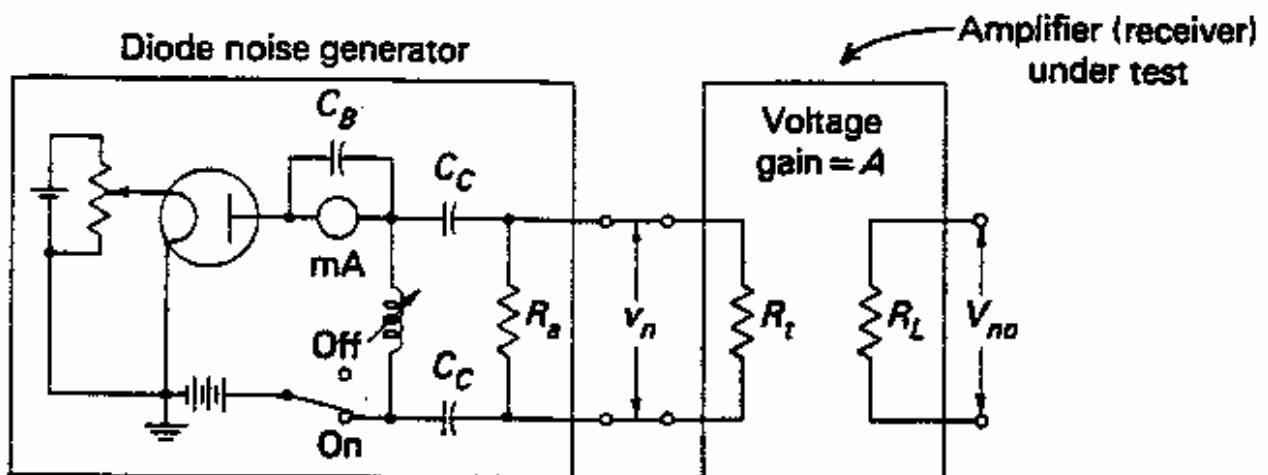 Diode noise generator
Amplifier (receiver)
under test
Voltage
gain = A
C_B
C_C
mA
Off
On
C_C
R_a
v_n
R_t
R_L
V_no